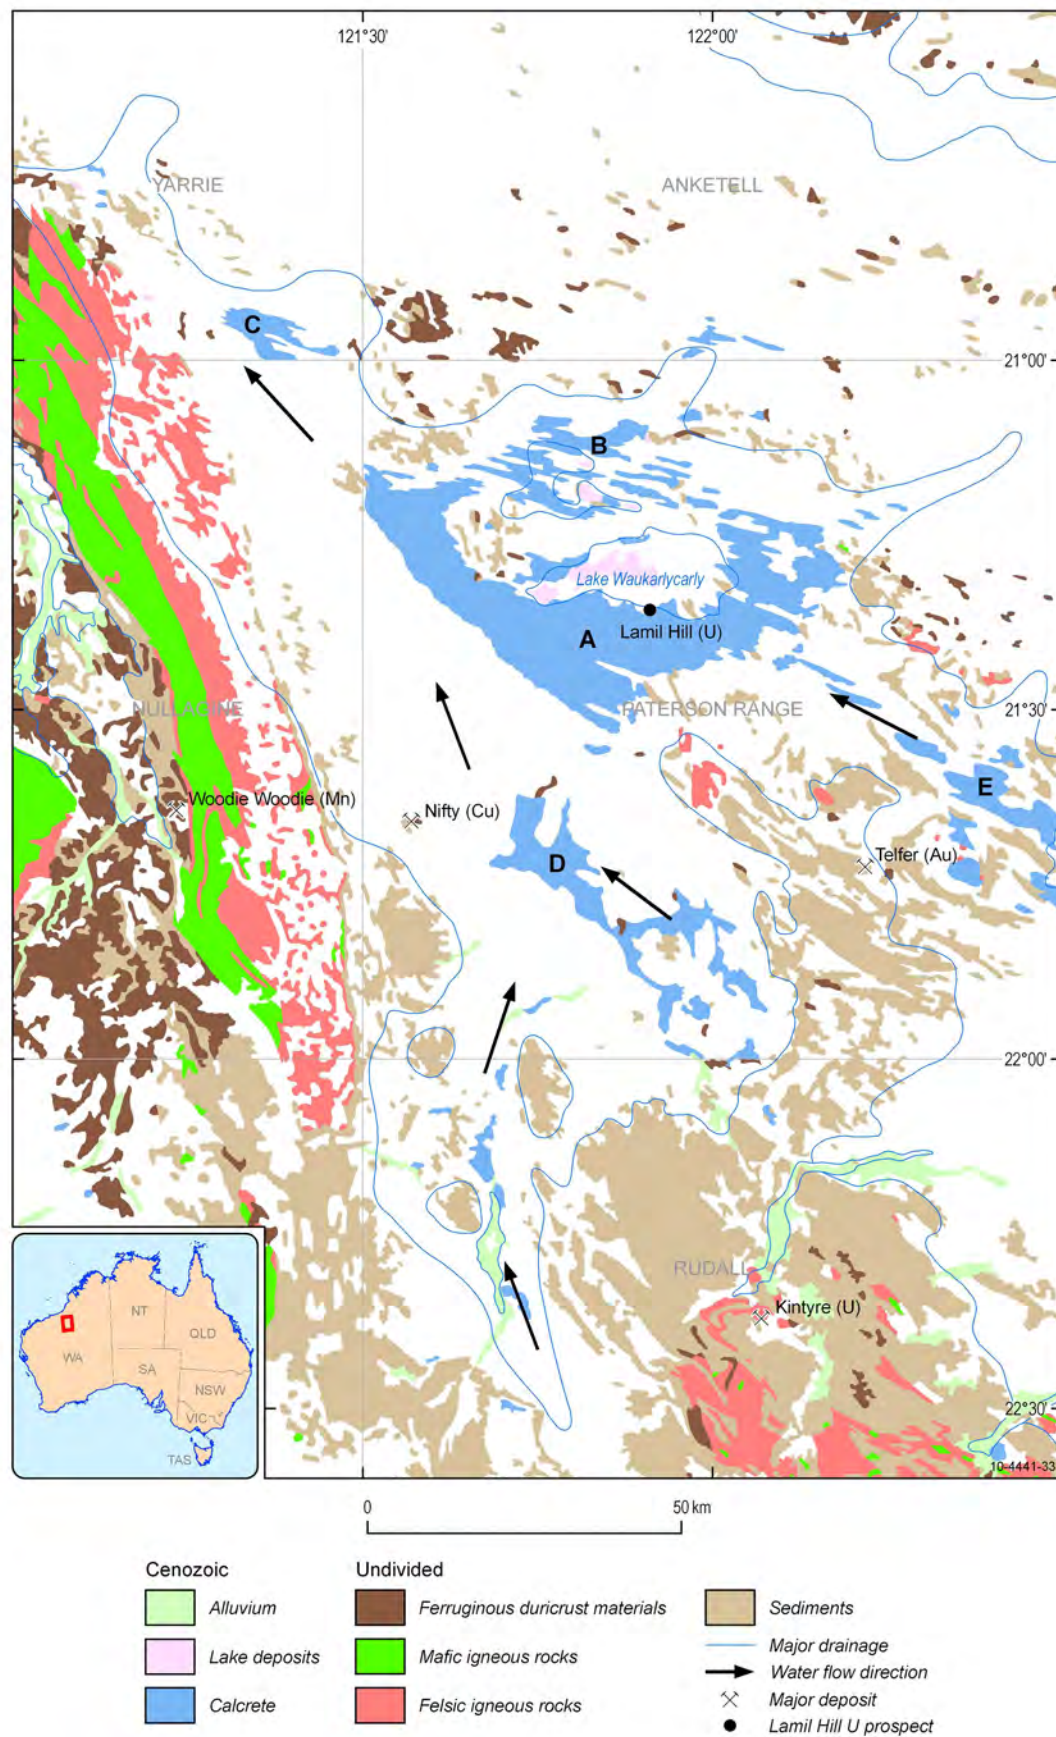 121°30'
122°00'
YARRIE
ANKETELL
C
21°00'
B
Lake Waukarlycarly
Lamil Hill (U)
A
NULLAGINE
PATERSON RANGE
21°30'
E
Woodie Woodie (Mn)
Nifty (Cu)
Telfer (Au)
D
22°00'
RUDALL
Kintyre (U)
22°30'
10-4441-33
NT
QLD
WA
SA
NSW
VIC
TAS
0 50 km
Cenozoic
Alluvium
Lake deposits
Calcrete
Undivided
Ferruginous duricrust materials
Mafic igneous rocks
Felsic igneous rocks
Sediments
Major drainage
Water flow direction
Major deposit
Lamil Hill U prospect